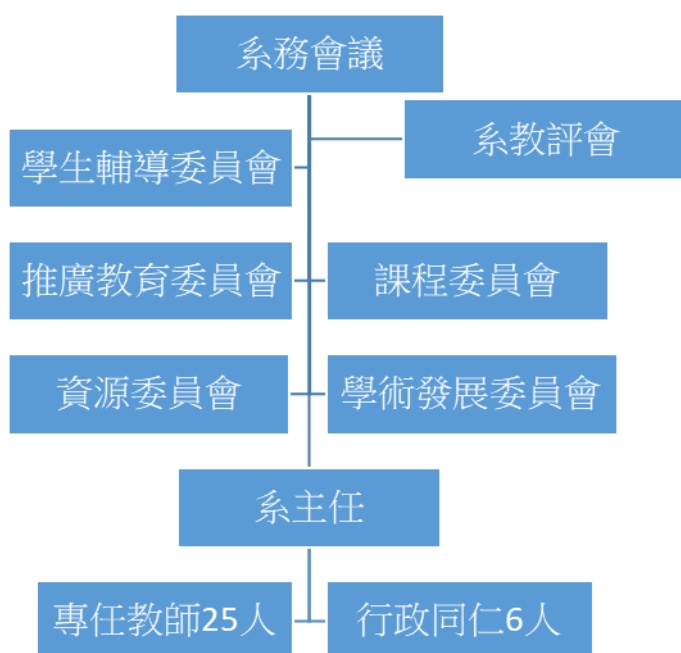 系務會議
系教評會
學生輔導委員會
推廣教育委員會
課程委員會
資源委員會
學術發展委員會
系主任
專任教師25人
行政同仁6人